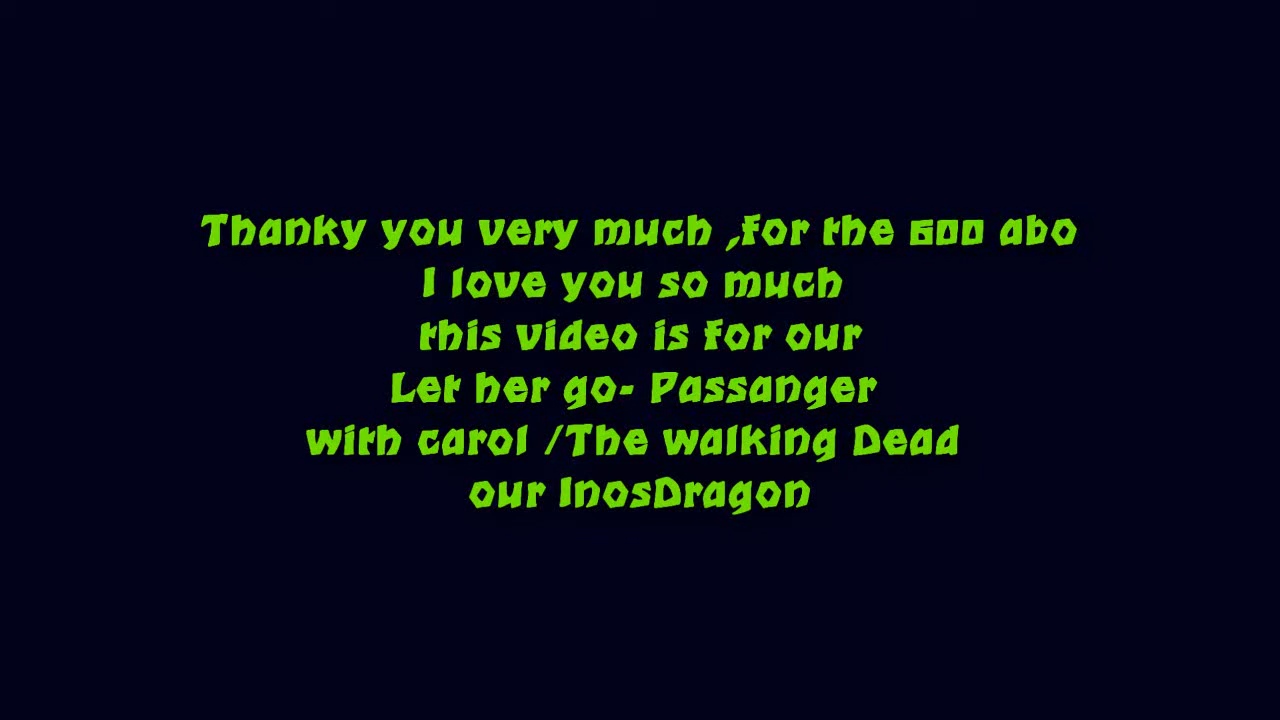 Thanky you very much ,for the 600 abo
I love you so much
this video is for our
Let her go- Passanger
with carol /The walking Dead
our InosDragon